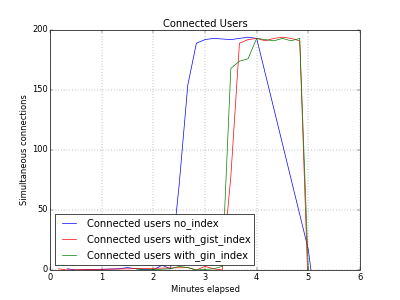 Connected Users
200
150
100
50
0
Simultaneous connections
Connected users no_index
Connected users with_gist_index
Connected users with_gin_index
0 1 2 3 4 5 6
Minutes elapsed